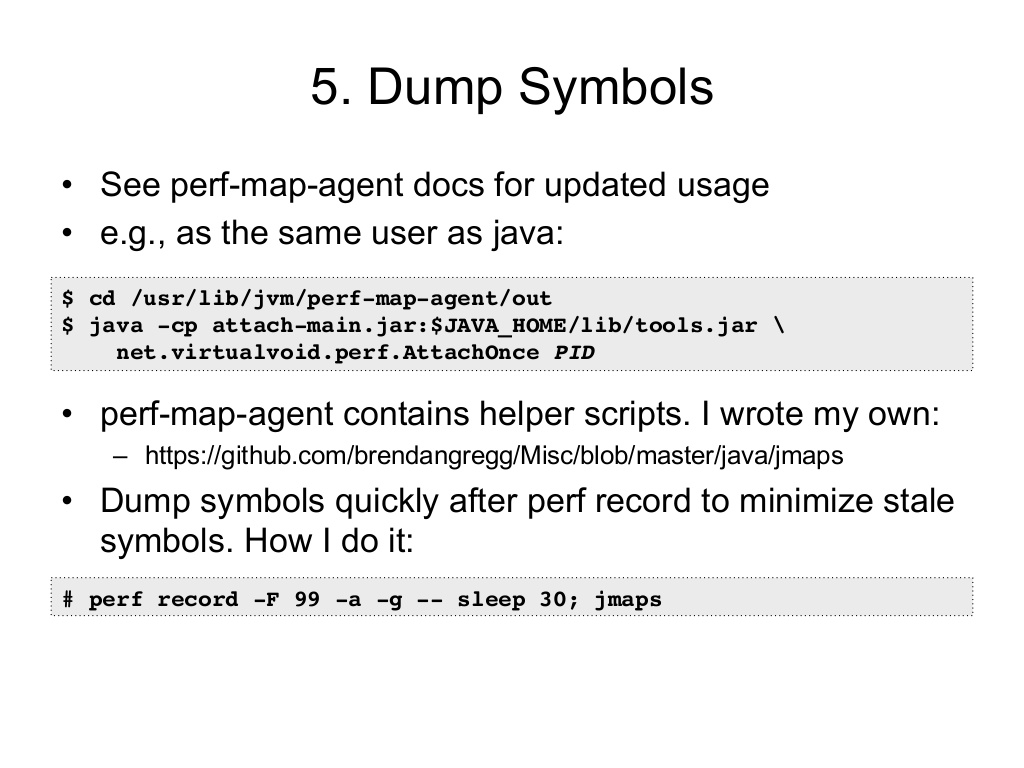 5. Dump Symbols
• See perf-map-agent docs for updated usage
• e.g., as the same user as java:
$ cd /usr/lib/jvm/perf-map-agent/out
$ java -cp attach-main.jar:$JAVA_HOME/lib/tools.jar \
    net.virtualvoid.perf.AttachOnce PID
• perf-map-agent contains helper scripts. I wrote my own:
– https://github.com/brendangregg/Misc/blob/master/java/jmaps
• Dump symbols quickly after perf record to minimize stale
symbols. How I do it:
# perf record -F 99 -a -g -- sleep 30; jmaps